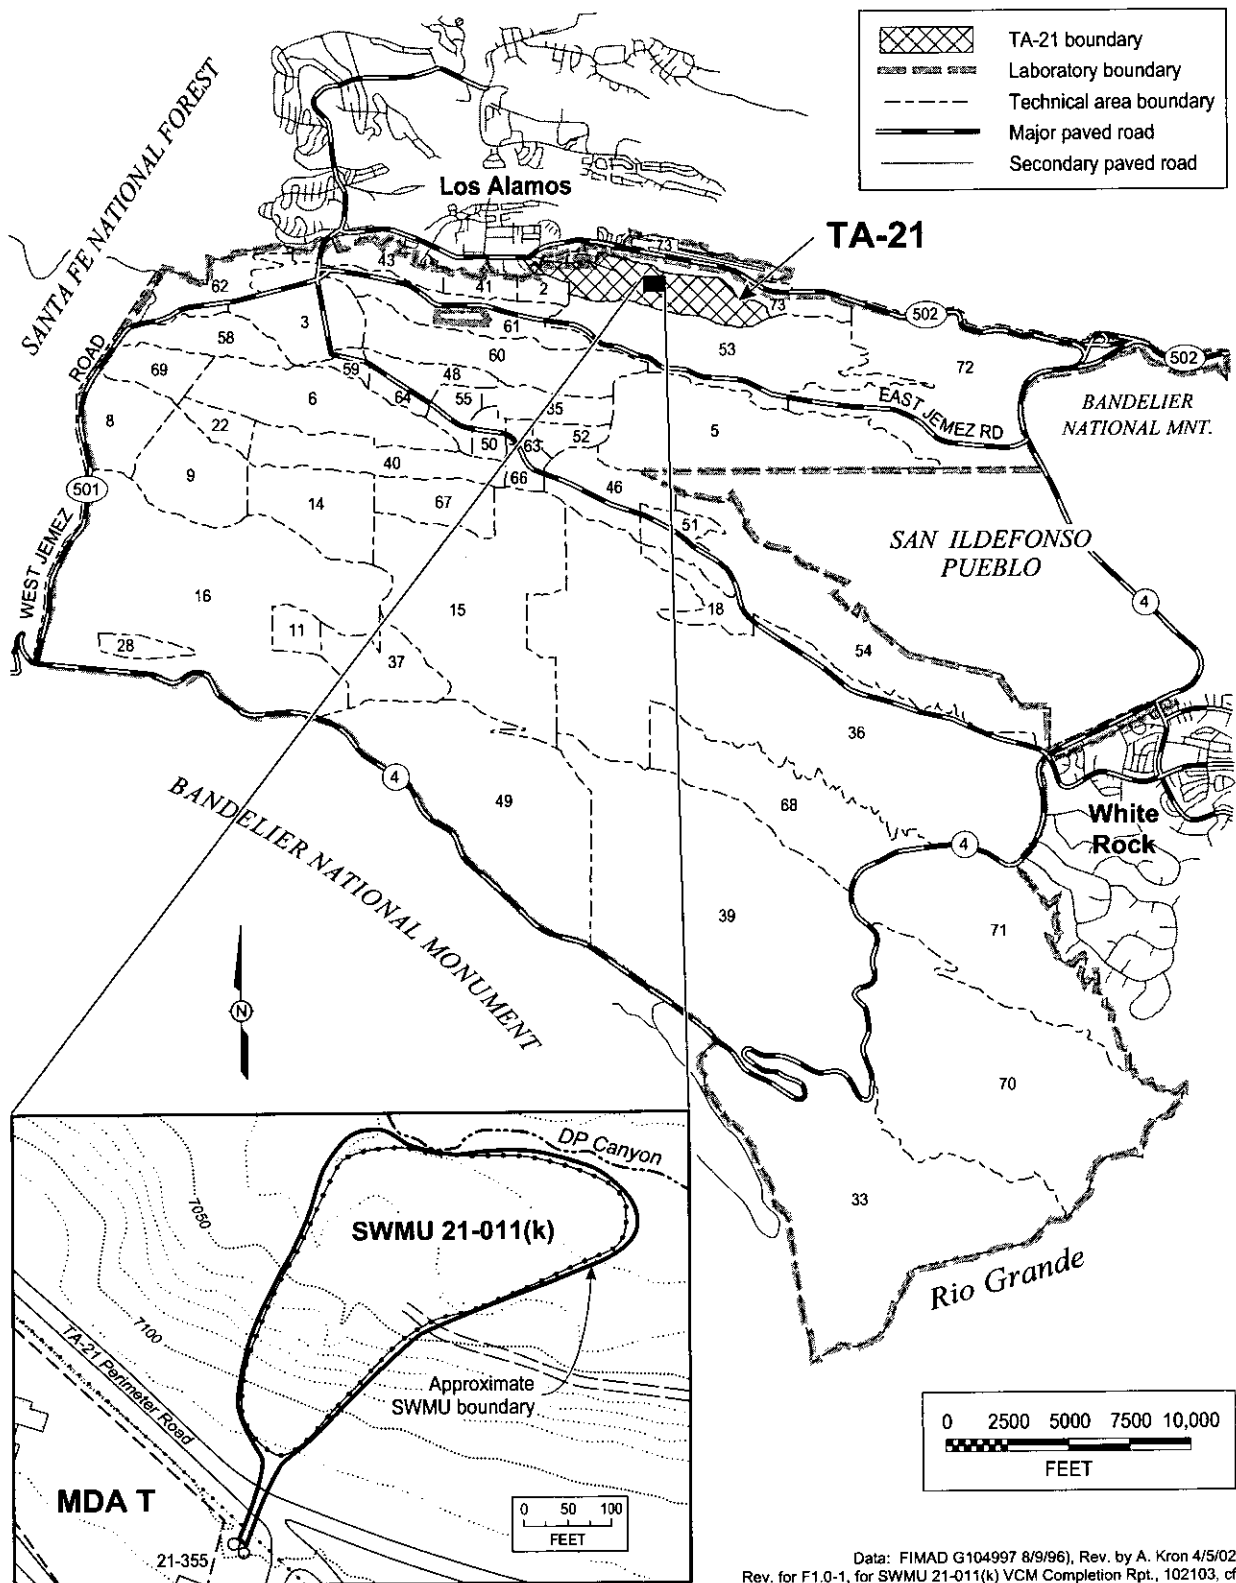 TA-21 boundary
Laboratory boundary
Technical area boundary
Major paved road
Secondary paved road
SANTA FE NATIONAL FOREST
Los Alamos
TA-21
73
43
41
2
62
73
502
3
61
53
58
60
72
502
69
59
48
6
64
55
35
EAST JEMEZ RD
BANDELIER
NATIONAL MNT.
8
22
50
63
52
5
40
66
9
14
67
46
501
51
SAN ILDEFONSO
PUEBLO
WEST JEMEZ
ROAD
16
15
18
4
11
28
37
54
36
4
49
68
White
Rock
4
BANDELIER NATIONAL MONUMENT
39
71
N
70
33
Rio Grande
DP Canyon
7050
SWMU 21-011(k)
7100
TA-21 Perimeter Road
Approximate
SWMU boundary
MDA T
21-355
0 50 100
FEET
0 2500 5000 7500 10,000
FEET
Data: FIMAD G104997 8/9/96), Rev. by A. Kron 4/5/02
Rev. for F1.0-1, for SWMU 21-011(k) VCM Completion Rpt., 102103, cf